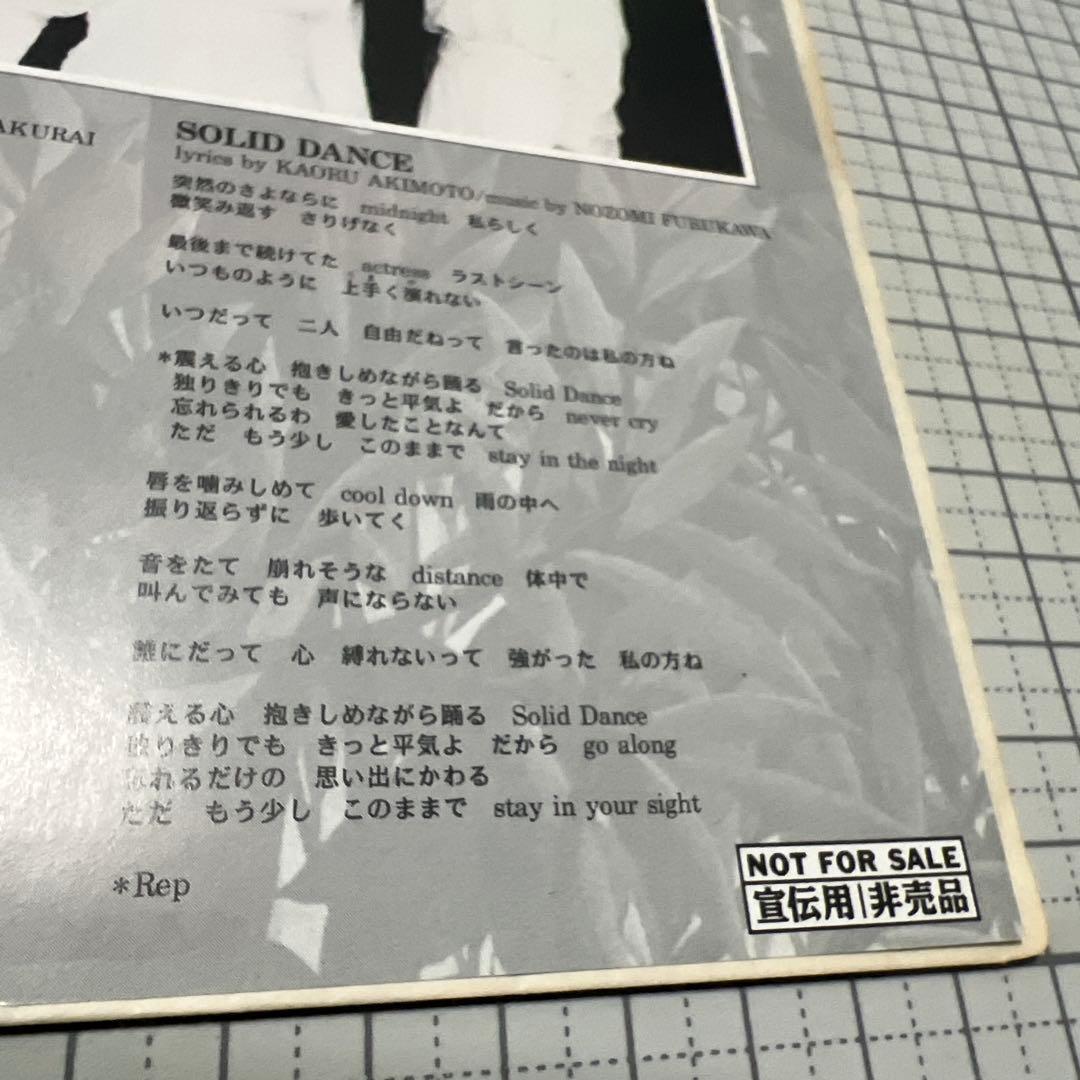 AKURAI
SOLID DANCE
lyrics by KAORU AKIMOTO/music by NOZOMI FURUKAWA
突然のさよならに　midnight　私らしく
微笑み返す　さりげなく
最後まで続けてた　actress　ラストシーン
いつものように　上手く演れない
いつだって　二人　自由だねって　言ったのは私の方ね
*震える心　抱きしめながら踊る　Solid Dance
独りきりでも　きっと平気よ　だから　never cry
忘れられるわ　愛したことなんて
ただ　もう少し　このままで　stay in the night
唇を噛みしめて　cool down　雨の中へ
振り返らずに　歩いてく
音をたて　崩れそうな　distance　体中で
叫んでみても　声にならない
誰にだって　心　縛れないって　強がった　私の方ね
震える心　抱きしめながら踊る　Solid Dance
独りきりでも　きっと平気よ　だから　go along
忘れるだけの　思い出にかわる
ただ　もう少し　このままで　stay in your sight
*Rep
NOT FOR SALE
宣伝用|非売品